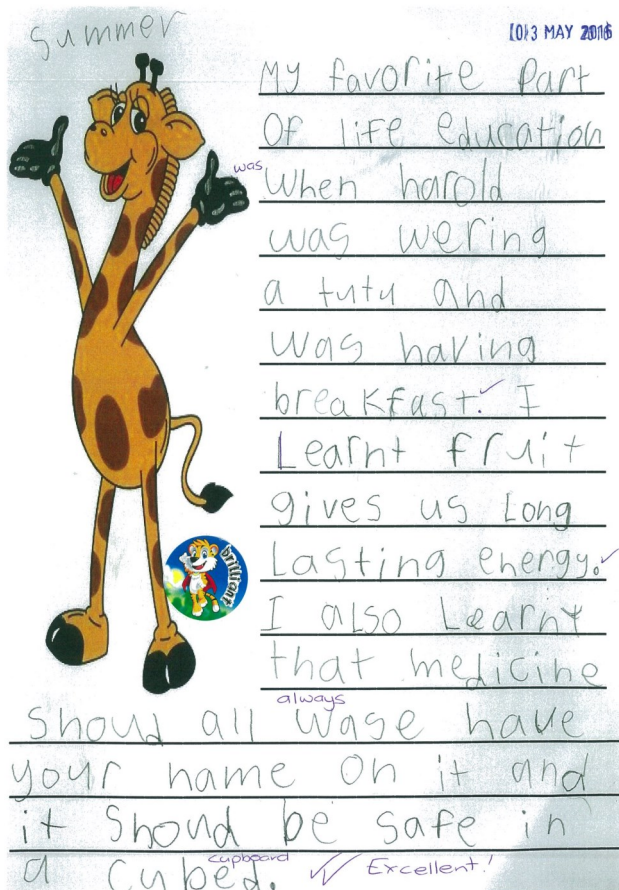 Summer
03 MAY 2016
My favorite Part
Of life education
was
When harold
was wering
a tutu and
was having
breakfast. I
Learnt fruit
gives us Long
Lasting energy.
I also Learnt
that medicine
always
Shoud all wase have
your name On it and
it Shoud be safe in
cupboard
a cubed. Excellent!
brilliant